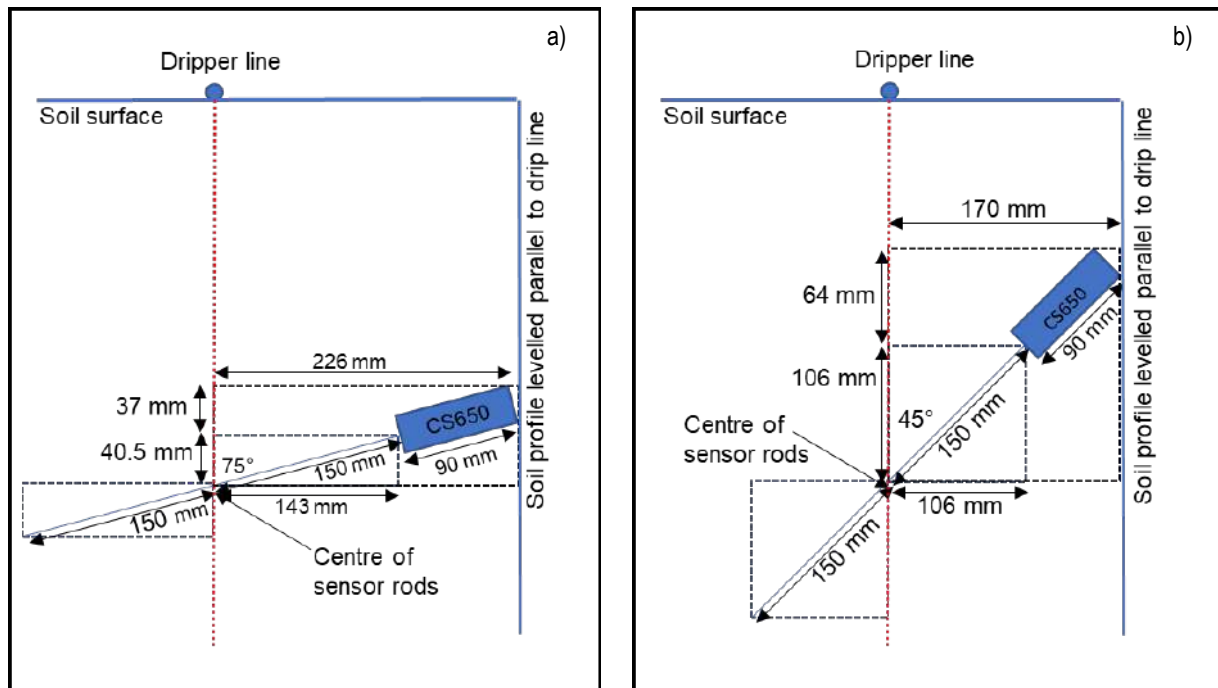 a)
Dripper line
Soil surface
Soil profile levelled parallel to drip line
226 mm
37 mm
CS650
40.5 mm
75°
150 mm
90 mm
143 mm
150 mm
Centre of
sensor rods
b)
Dripper line
Soil surface
Soil profile levelled parallel to drip line
170 mm
64 mm
CS650
90 mm
106 mm
45°
150 mm
Centre of
sensor rods
106 mm
150 mm